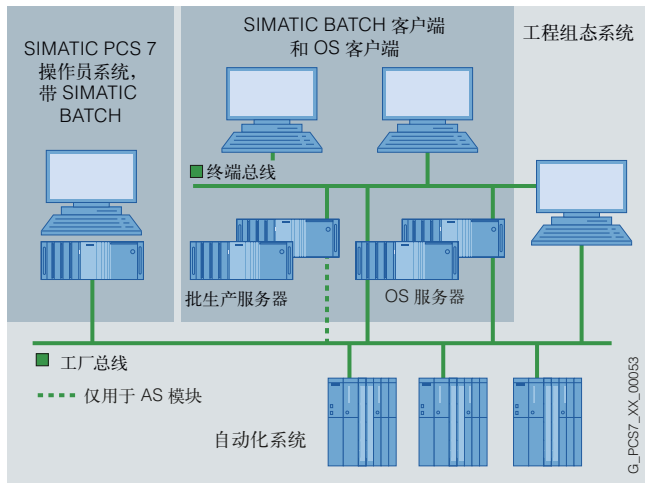 SIMATIC PCS 7
操作员系统,
带 SIMATIC
BATCH
SIMATIC BATCH 客户端
和 OS 客户端
工程组态系统
终端总线
批生产服务器
OS 服务器
工厂总线
仅用于 AS 模块
自动化系统
G_PCS7_XX_00053